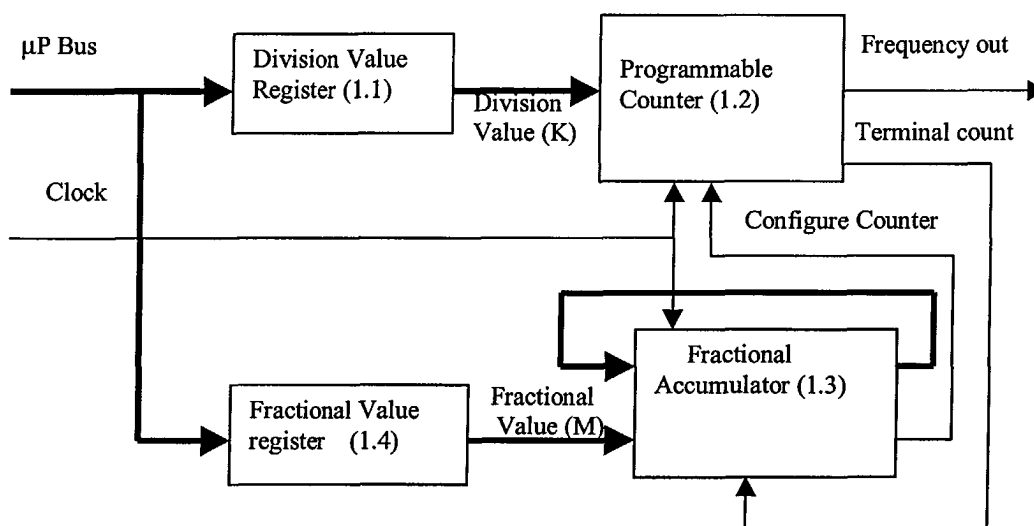 μP Bus
Division Value
Register (1.1)
Division
Value (K)
Programmable
Counter (1.2)
Frequency out
Terminal count
Clock
Configure Counter
Fractional
Accumulator (1.3)
Fractional Value
register (1.4)
Fractional
Value (M)